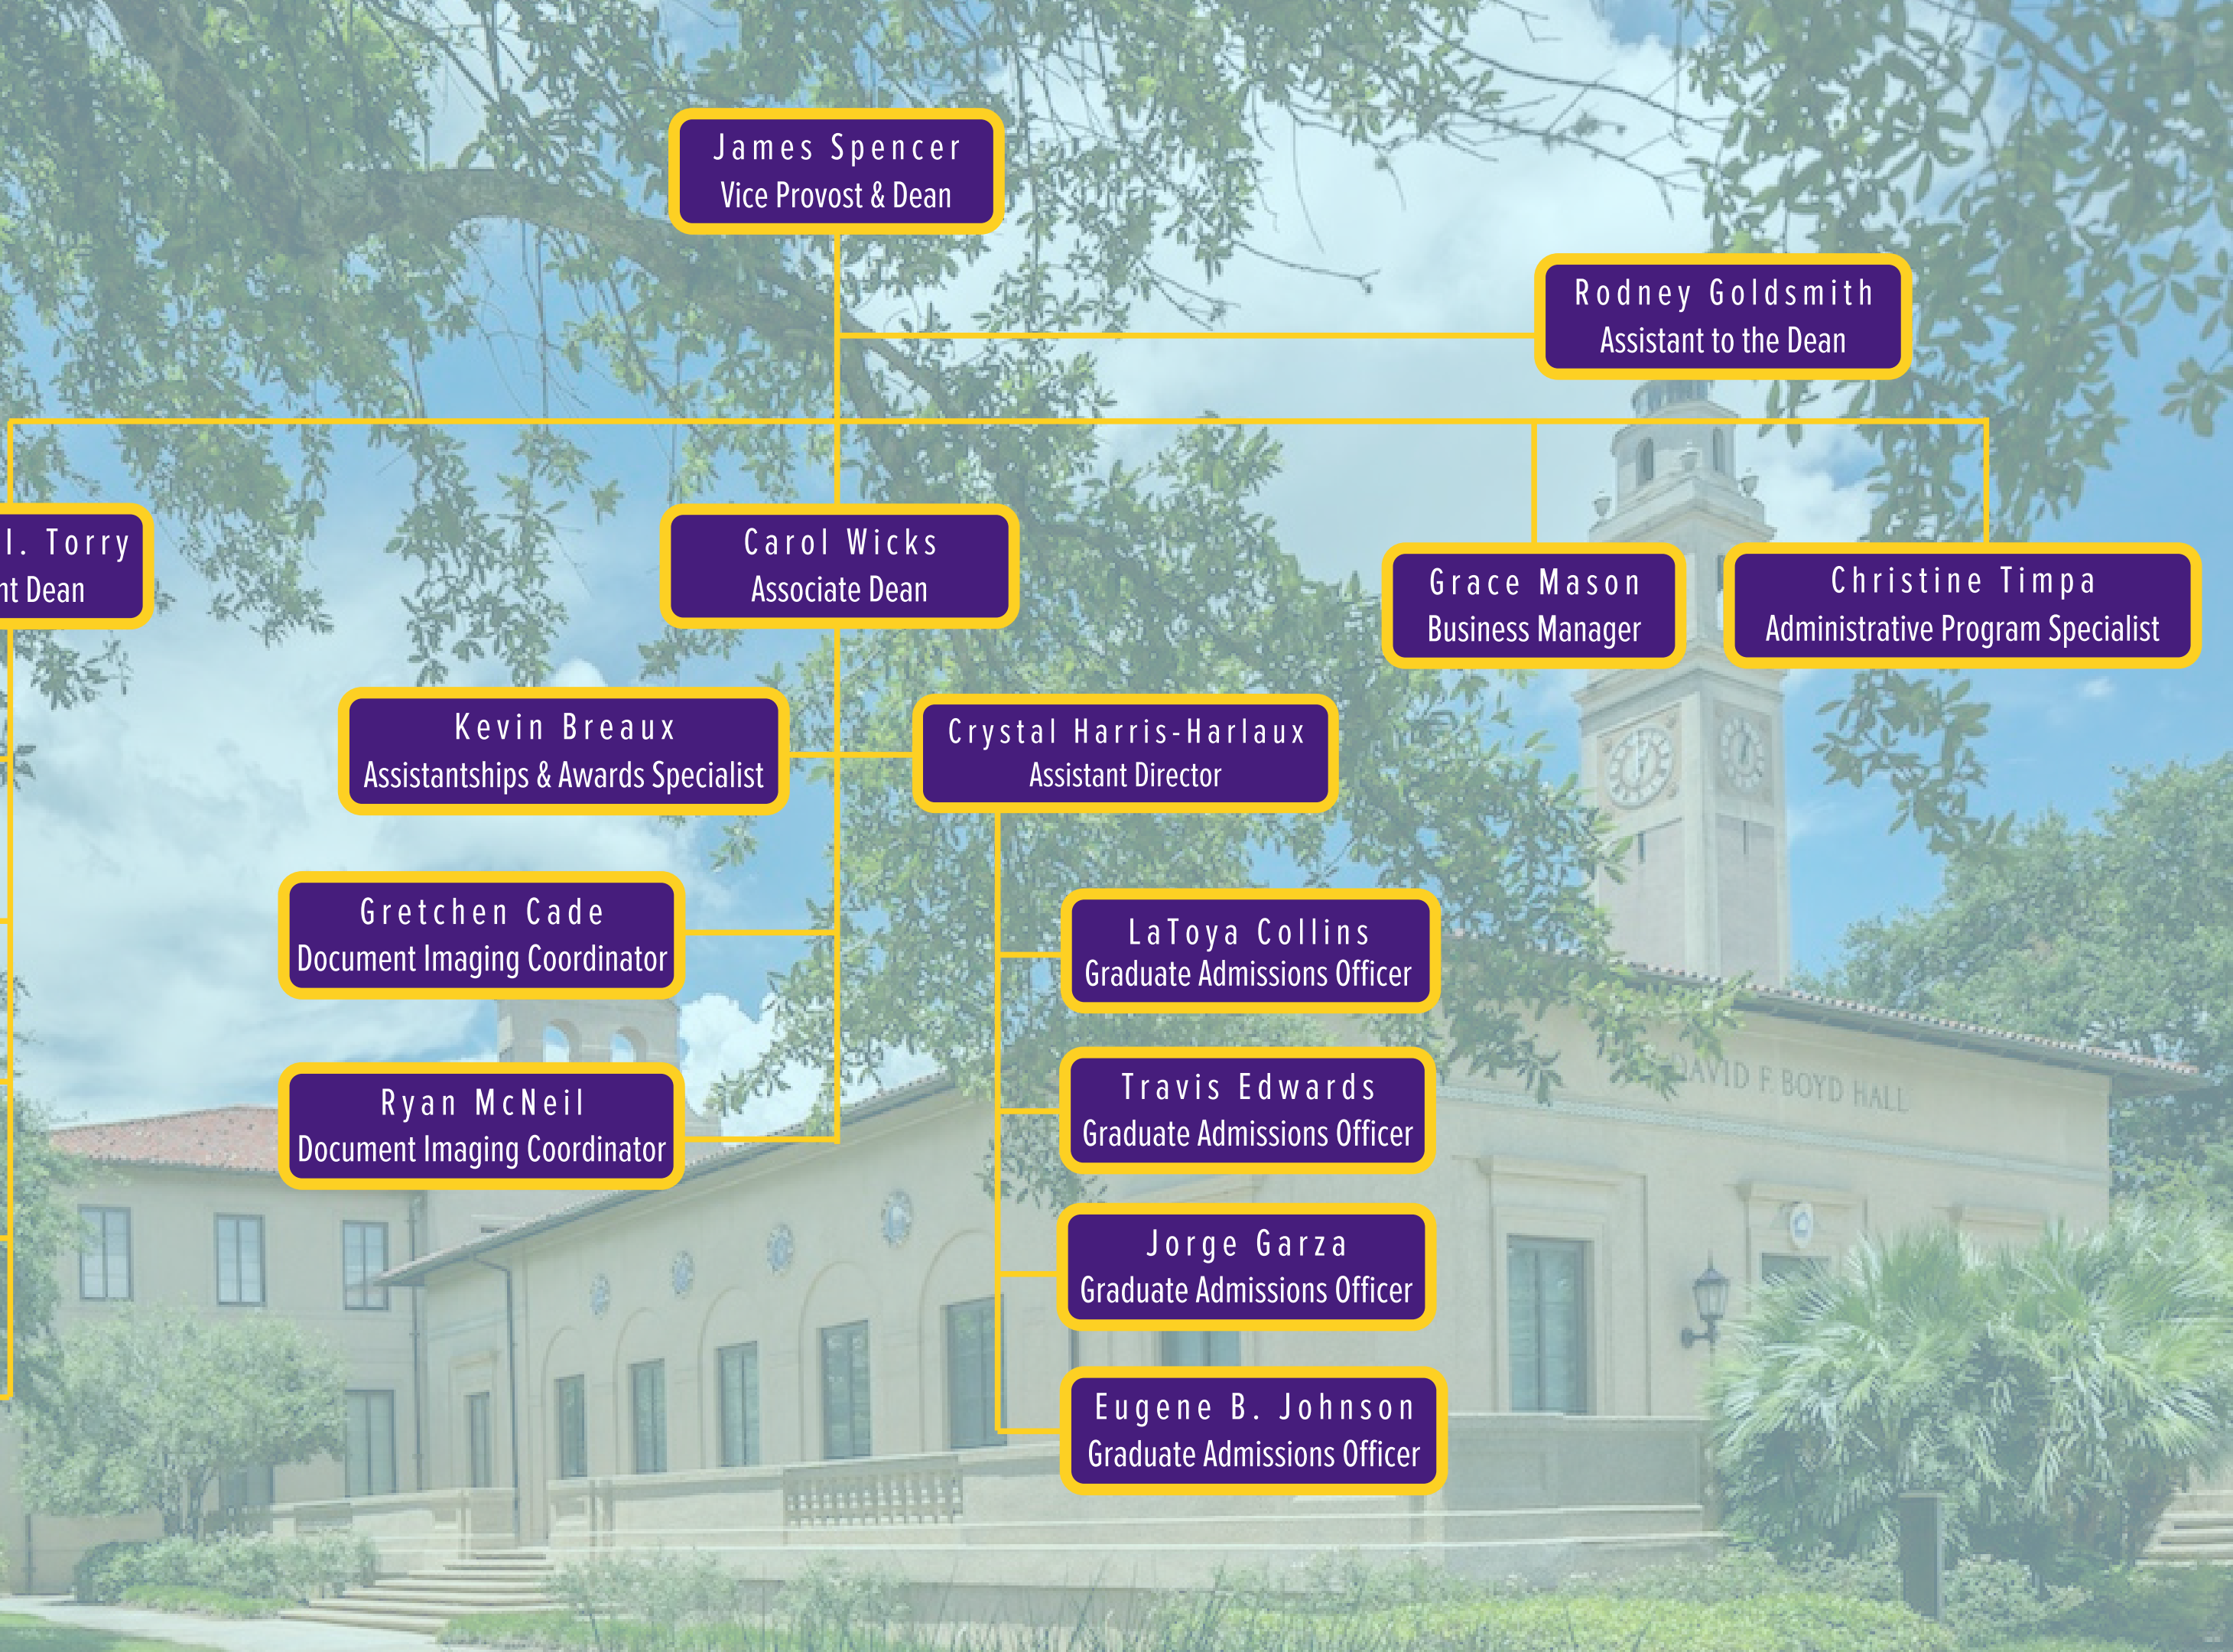 James Spencer
Vice Provost & Dean
Rodney Goldsmith
Assistant to the Dean
I. Torry
Dean
Carol Wicks
Associate Dean
Grace Mason
Business Manager
Christine Timpa
Administrative Program Specialist
Kevin Breaux
Assistantships & Awards Specialist
Crystal Harris-Harlaux
Assistant Director
Gretchen Cade
Document Imaging Coordinator
LaToya Collins
Graduate Admissions Officer
Ryan McNeil
Document Imaging Coordinator
Travis Edwards
Graduate Admissions Officer
DAVID F. BOYD HALL
Jorge Garza
Graduate Admissions Officer
Eugene B. Johnson
Graduate Admissions Officer